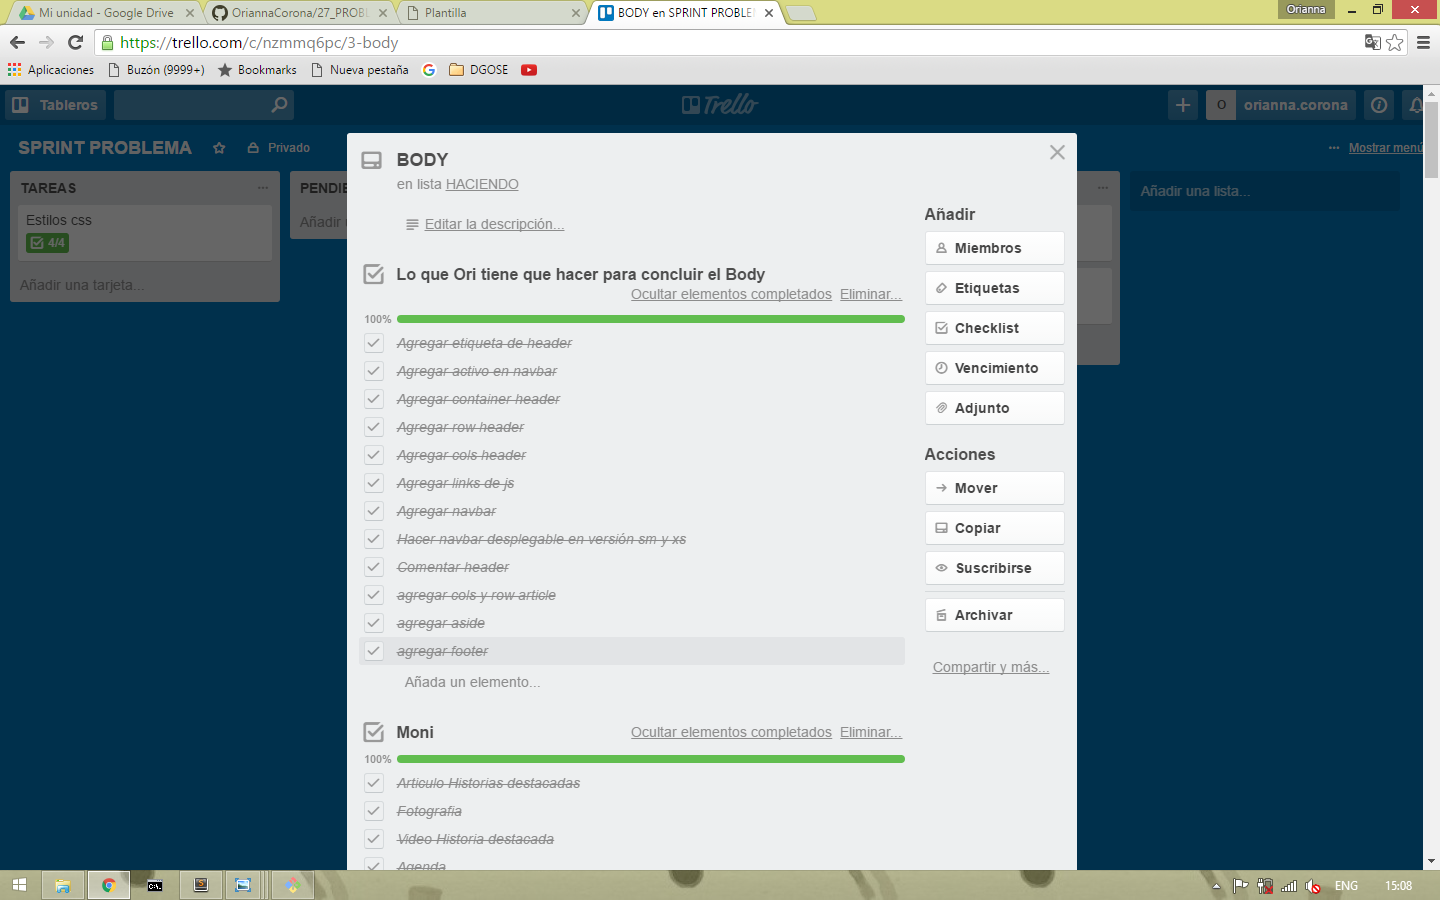 Mi unidad - Google Drive
OriannaCorona/27_PROBL
Plantilla
BODY en SPRINT PROBLE
Orianna
https://trello.com/c/nzmmq6pc/3-body
Aplicaciones
Buzón (9999+)
Bookmarks
Nueva pestaña
DGOSE
Tableros
Trello
O
orianna.corona
SPRINT PROBLEMA
Privado
Mostrar menú
TAREAS
Estilos css
4/4
Añadir una tarjeta...
PENDIE
Añadir
Añadir una lista...
BODY
en lista HACIENDO
Editar la descripción...
Lo que Ori tiene que hacer para concluir el Body
Ocultar elementos completados Eliminar...
100%
Agregar etiqueta de header
Agregar activo en navbar
Agregar container header
Agregar row header
Agregar cols header
Agregar links de js
Agregar navbar
Hacer navbar desplegable en versión sm y xs
Comentar header
agregar cols y row article
agregar aside
agregar footer
Añada un elemento...
Moni
Ocultar elementos completados Eliminar...
100%
Articulo Historias destacadas
Fotografia
Video Historia destacada
Agenda
Añadir
Miembros
Etiquetas
Checklist
Vencimiento
Adjunto
Acciones
Mover
Copiar
Suscribirse
Archivar
Compartir y más...
ENG
15:08